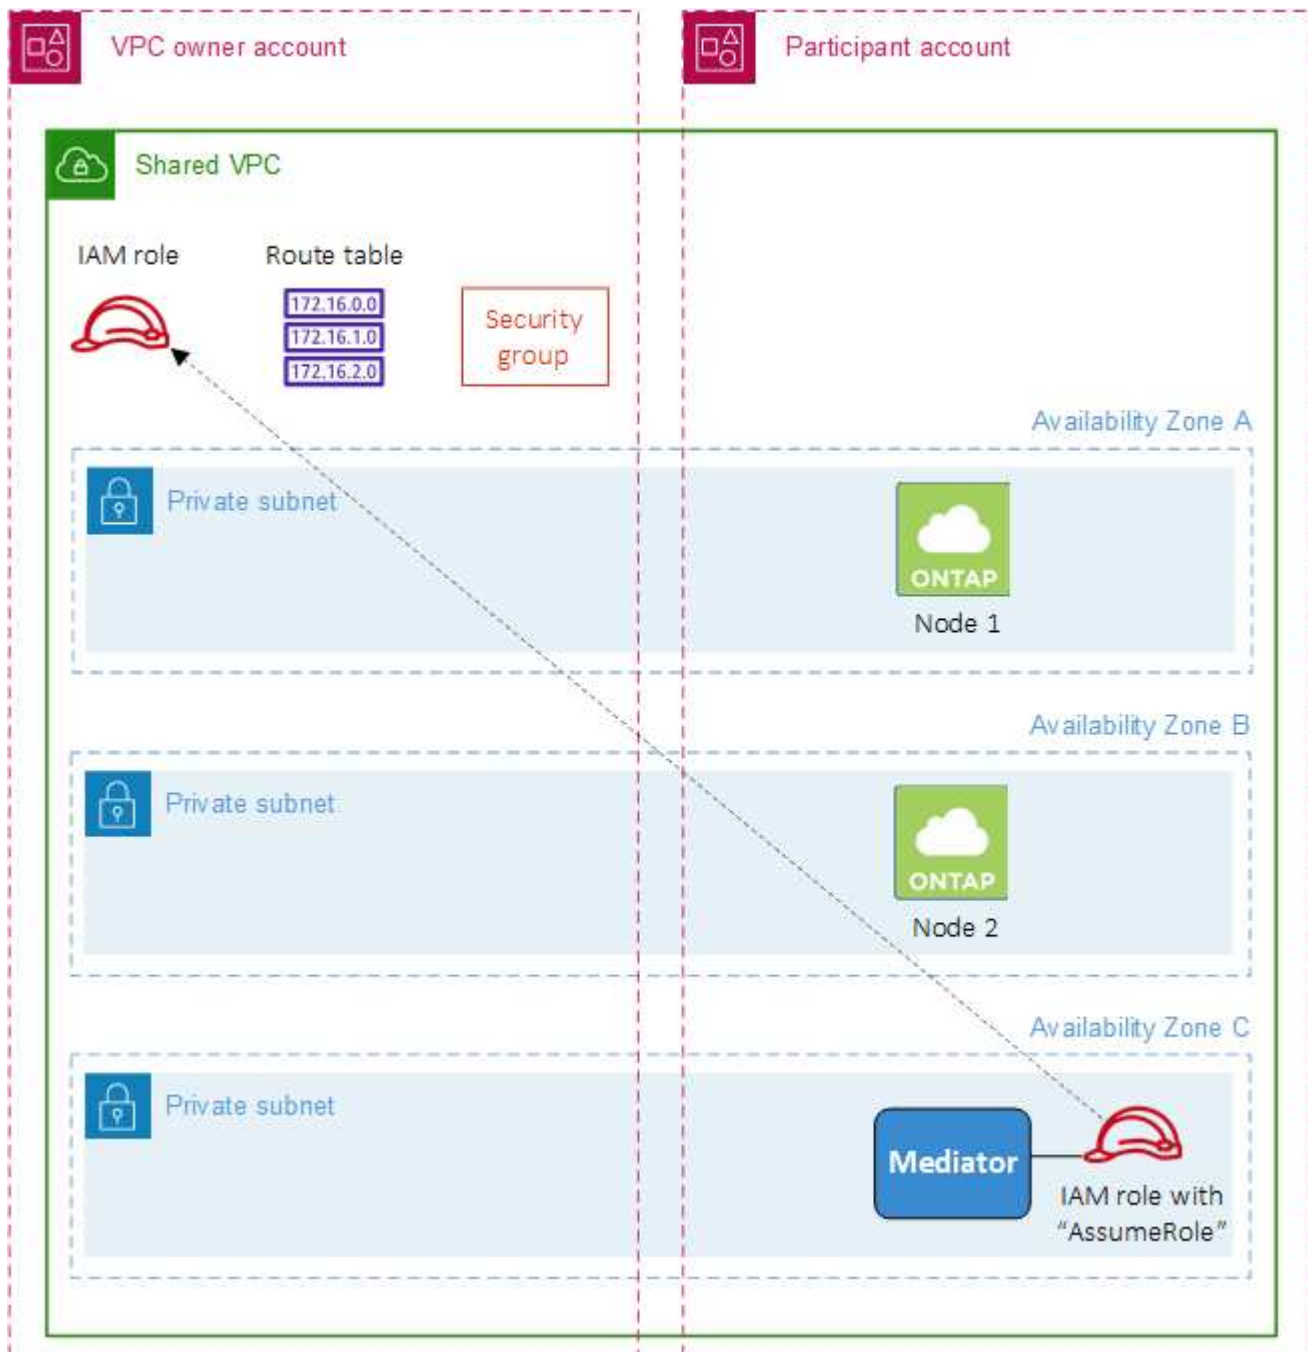 VPC owner account
Participant account
Shared VPC
IAM role
Route table
172.16.0.0
172.16.1.0
172.16.2.0
Security
group
Availability Zone A
Private subnet
ONTAP
Node 1
Availability Zone B
Private subnet
ONTAP
Node 2
Availability Zone C
Private subnet
Mediator
IAM role with
“AssumeRole”